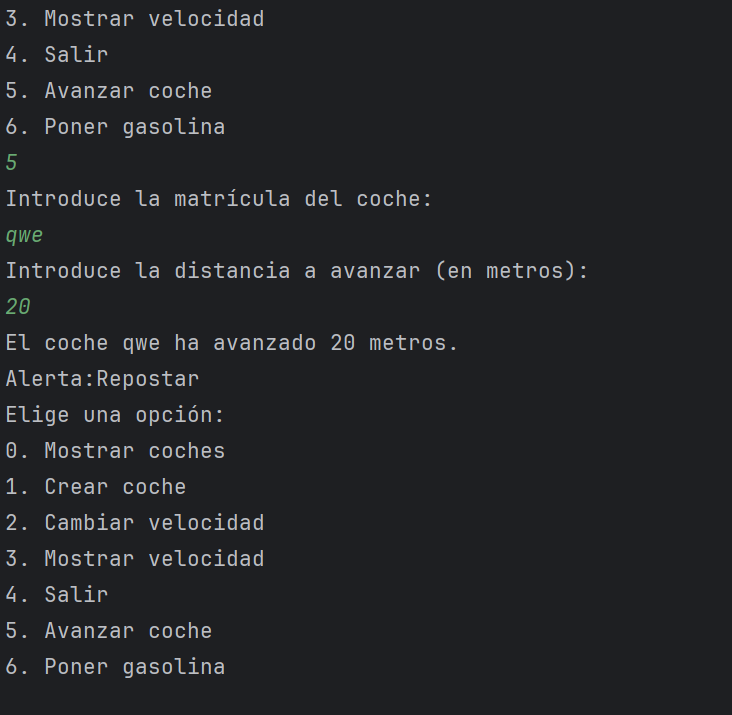 3. Mostrar velocidad
4. Salir
5. Avanzar coche
6. Poner gasolina
5
Introduce la matrícula del coche:
qwe
Introduce la distancia a avanzar (en metros):
20
El coche qwe ha avanzado 20 metros.
Alerta:Repostar
Elige una opción:
0. Mostrar coches
1. Crear coche
2. Cambiar velocidad
3. Mostrar velocidad
4. Salir
5. Avanzar coche
6. Poner gasolina